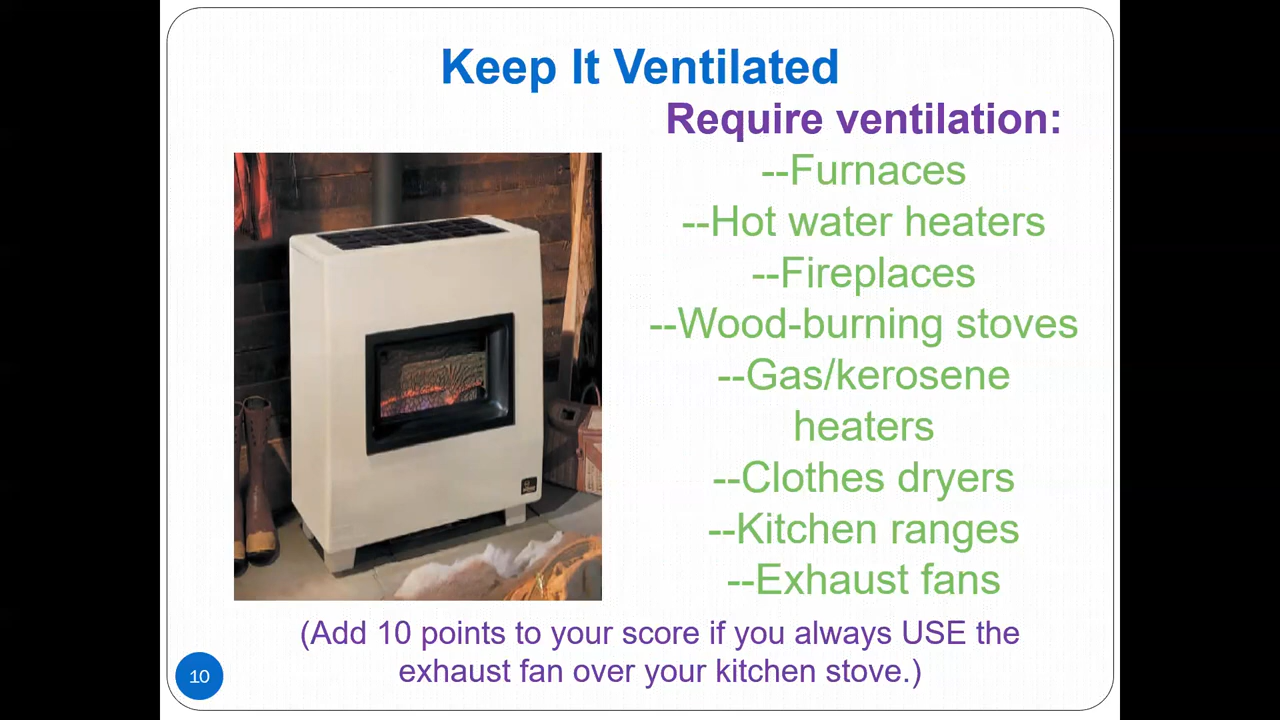 Keep It Ventilated
Require ventilation:
--Furnaces
--Hot water heaters
--Fireplaces
--Wood-burning stoves
--Gas/kerosene
heaters
--Clothes dryers
--Kitchen ranges
--Exhaust fans
(Add 10 points to your score if you always USE the
exhaust fan over your kitchen stove.)
10